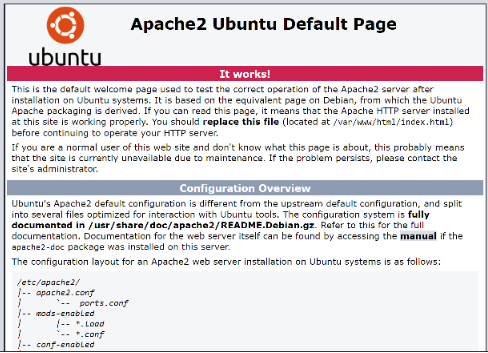 Apache2 Ubuntu Default Page
ubuntu
It works!
This is the default welcome page used to test the correct operation of the Apache2 server after
installation on Ubuntu systems. It is based on the equivalent page on Debian, from which the Ubuntu
Apache packaging is derived. If you can read this page, it means that the Apache HTTP server installed
at this site is working properly. You should replace this file (located at /var/www/html/index.html)
before continuing to operate your HTTP server.
If you are a normal user of this web site and don't know what this page is about, this probably means
that the site is currently unavailable due to maintenance. If the problem persists, please contact the
site's administrator.
Configuration Overview
Ubuntu's Apache2 default configuration is different from the upstream default configuration, and split
into several files optimized for interaction with Ubuntu tools. The configuration system is fully
documented in /usr/share/doc/apache2/README.Debian.gz. Refer to this for the full
documentation. Documentation for the web server itself can be found by accessing the manual if the
apache2-doc package was installed on this server.
The configuration layout for an Apache2 web server installation on Ubuntu systems is as follows:
/etc/apache2/
|-- apache2.conf
|       `--  ports.conf
|-- mods-enabled
|       |-- *.load
|       `-- *.conf
|-- conf-enabled